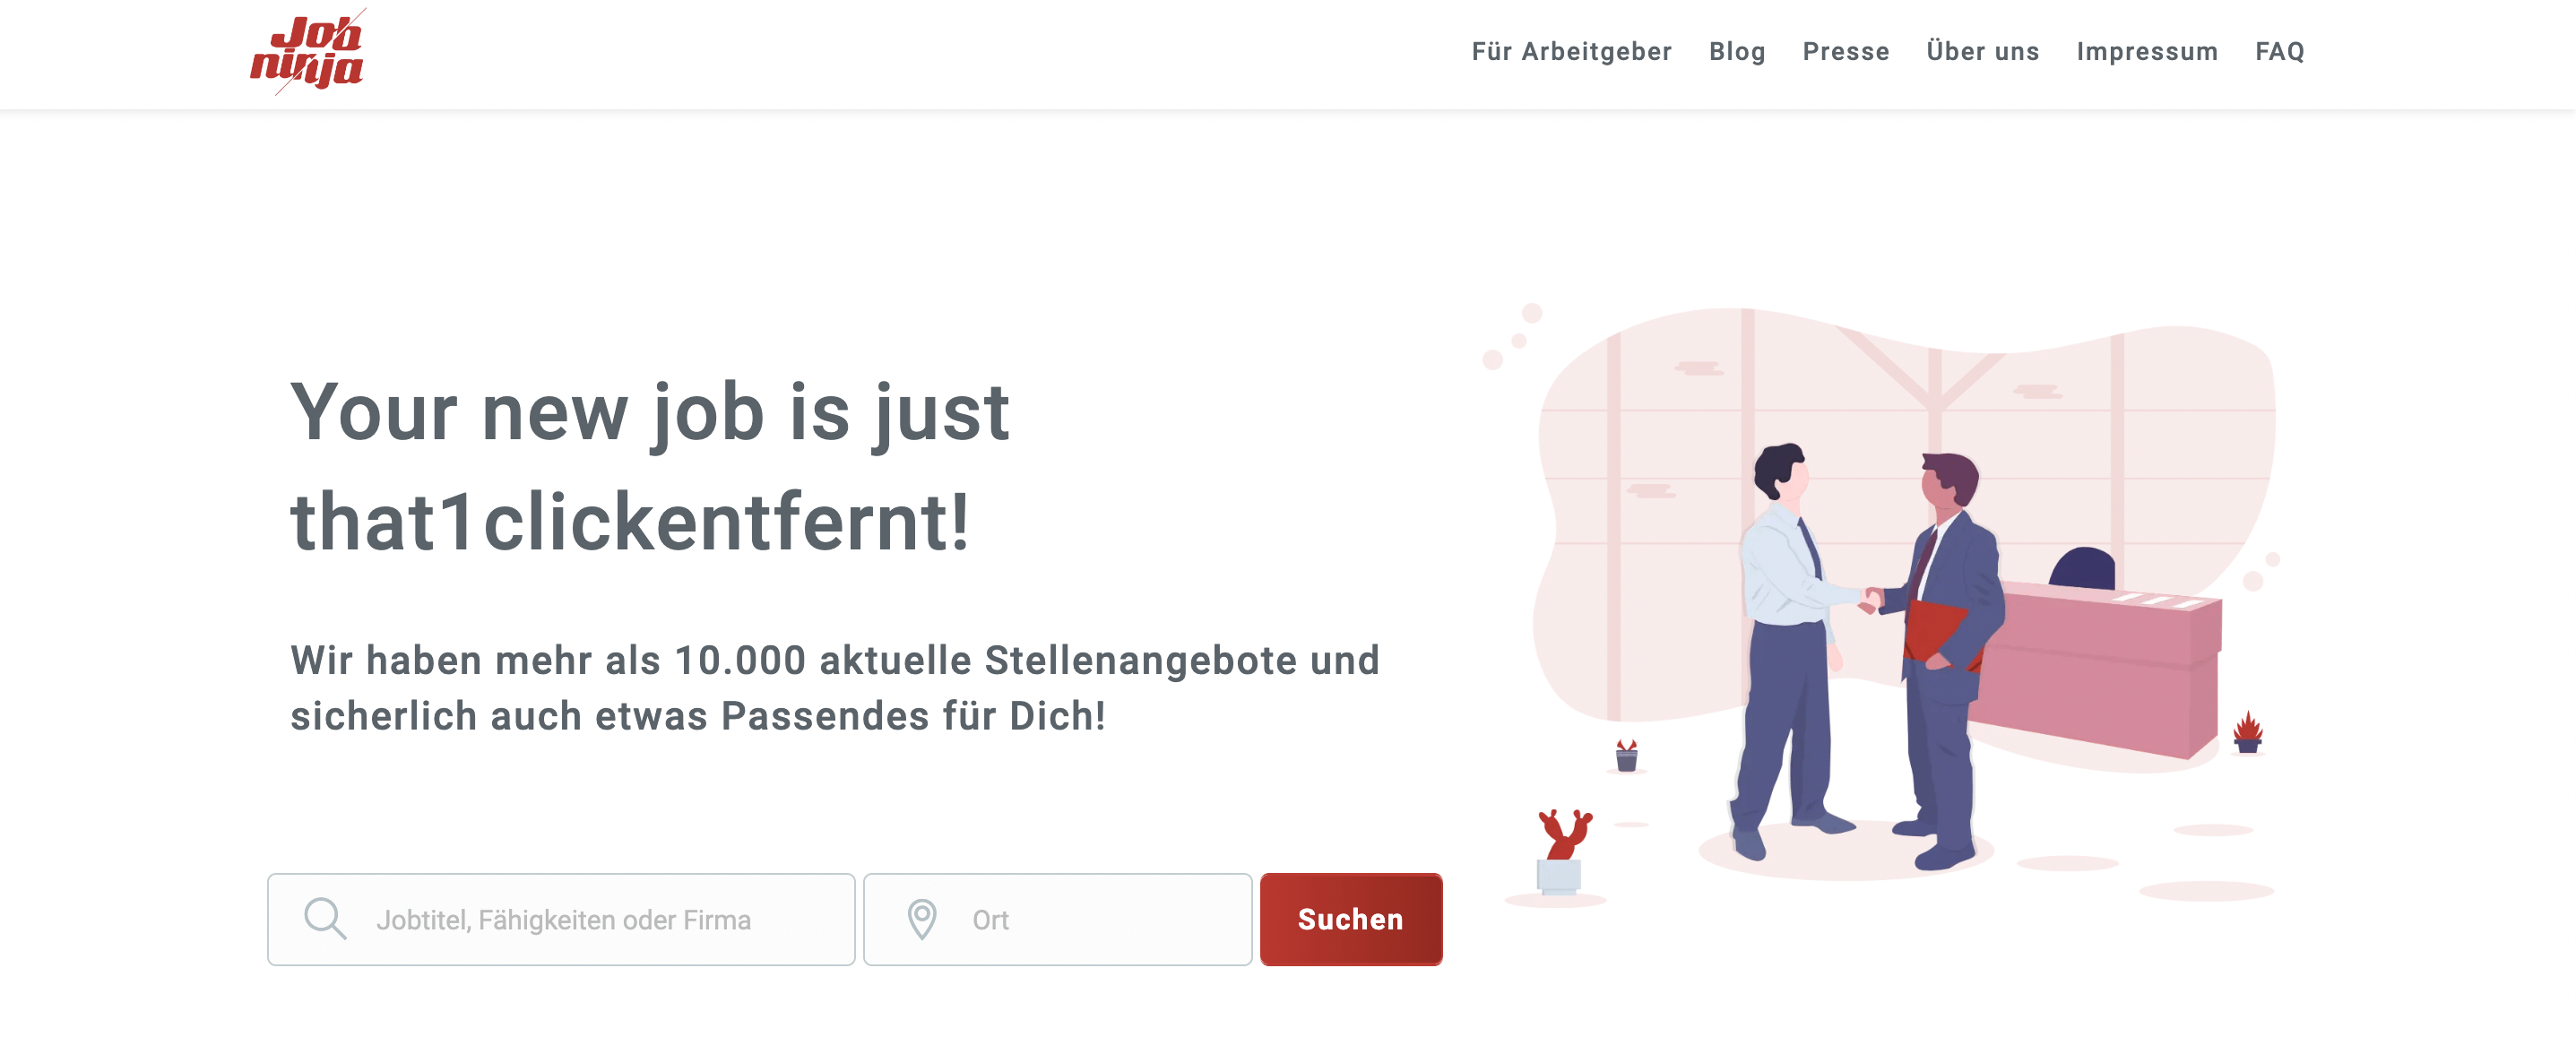 Job
ninja
Für Arbeitgeber Blog Presse Über uns Impressum FAQ
Your new job is just
that1clickentfernt!
Wir haben mehr als 10.000 aktuelle Stellenangebote und
sicherlich auch etwas Passendes für Dich!
Jobtitel, Fähigkeiten oder Firma Ort Suchen